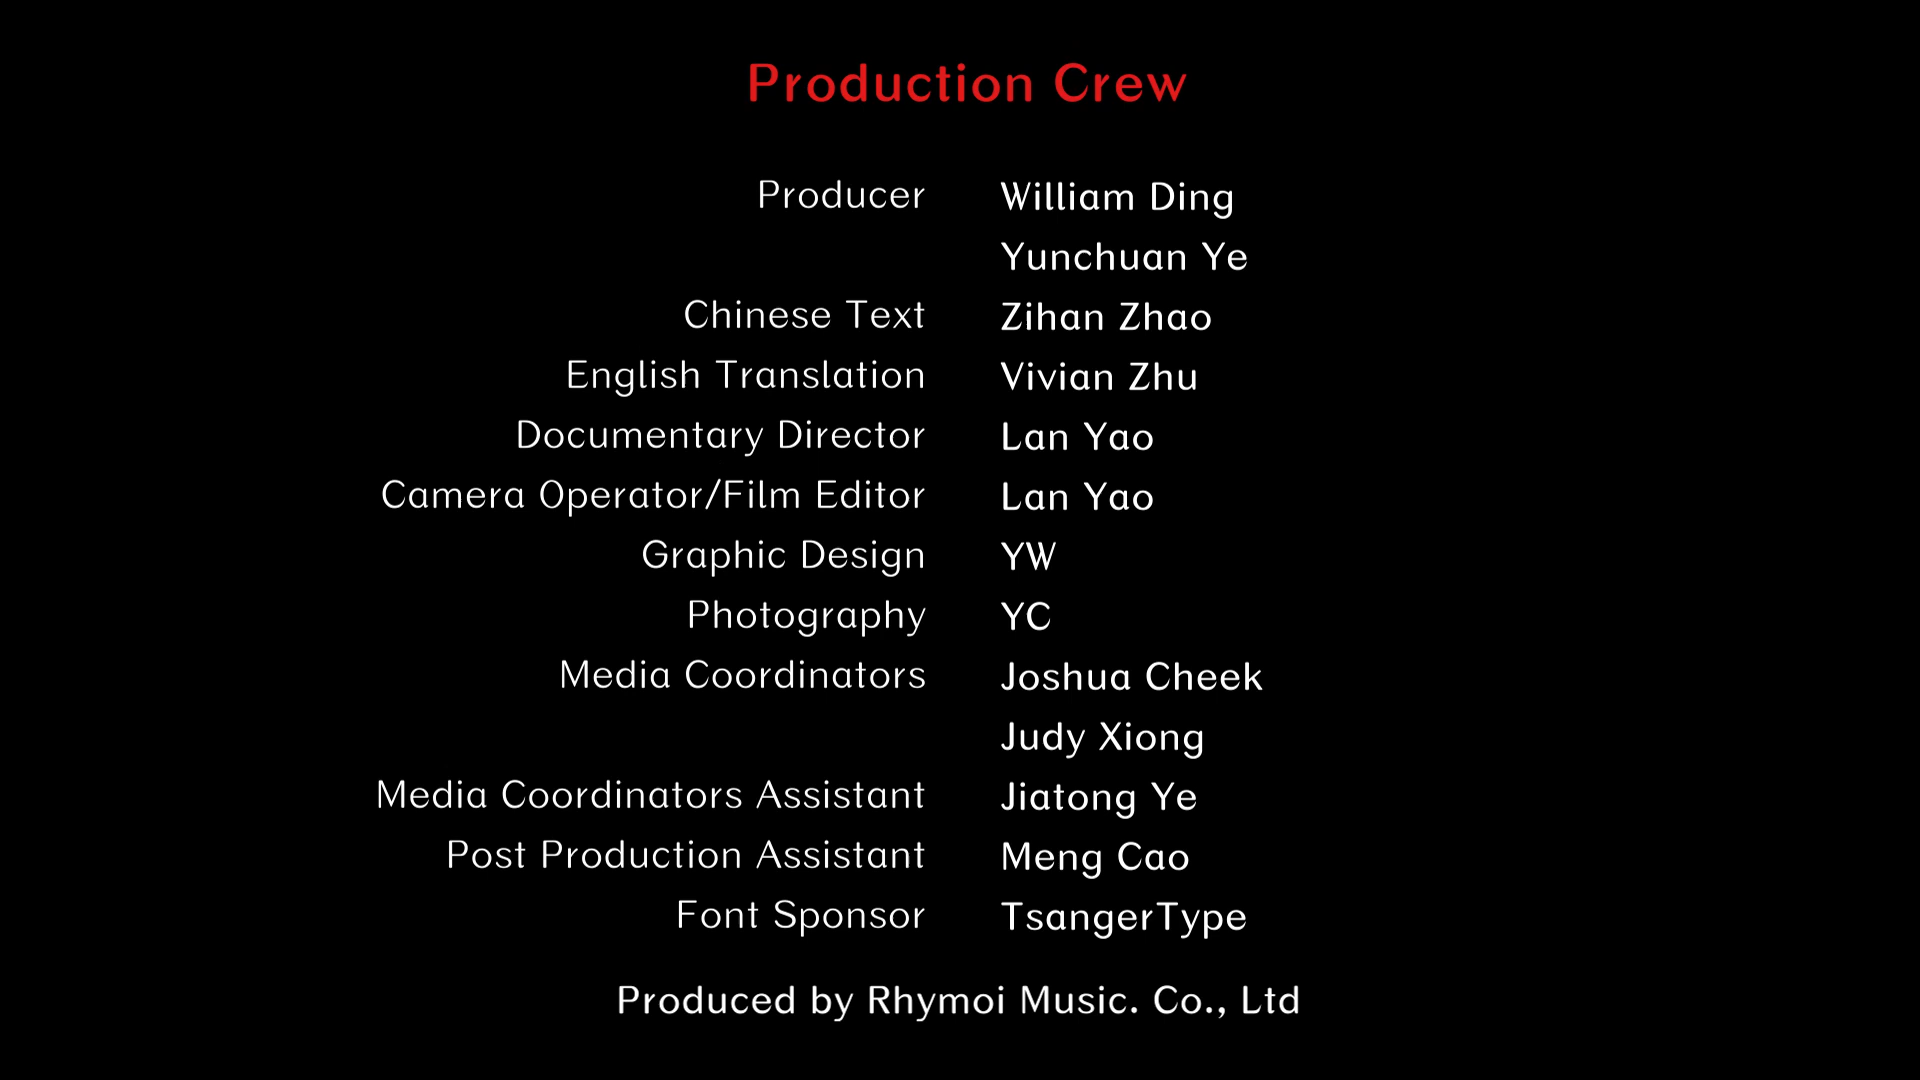 Production Crew
Producer William Ding
Yunchuan Ye
Chinese Text Zihan Zhao
English Translation Vivian Zhu
Documentary Director Lan Yao
Camera Operator/Film Editor Lan Yao
Graphic Design YW
Photography YC
Media Coordinators Joshua Cheek
Judy Xiong
Media Coordinators Assistant Jiatong Ye
Post Production Assistant Meng Cao
Font Sponsor TsangerType
Produced by Rhymoi Music. Co., Ltd